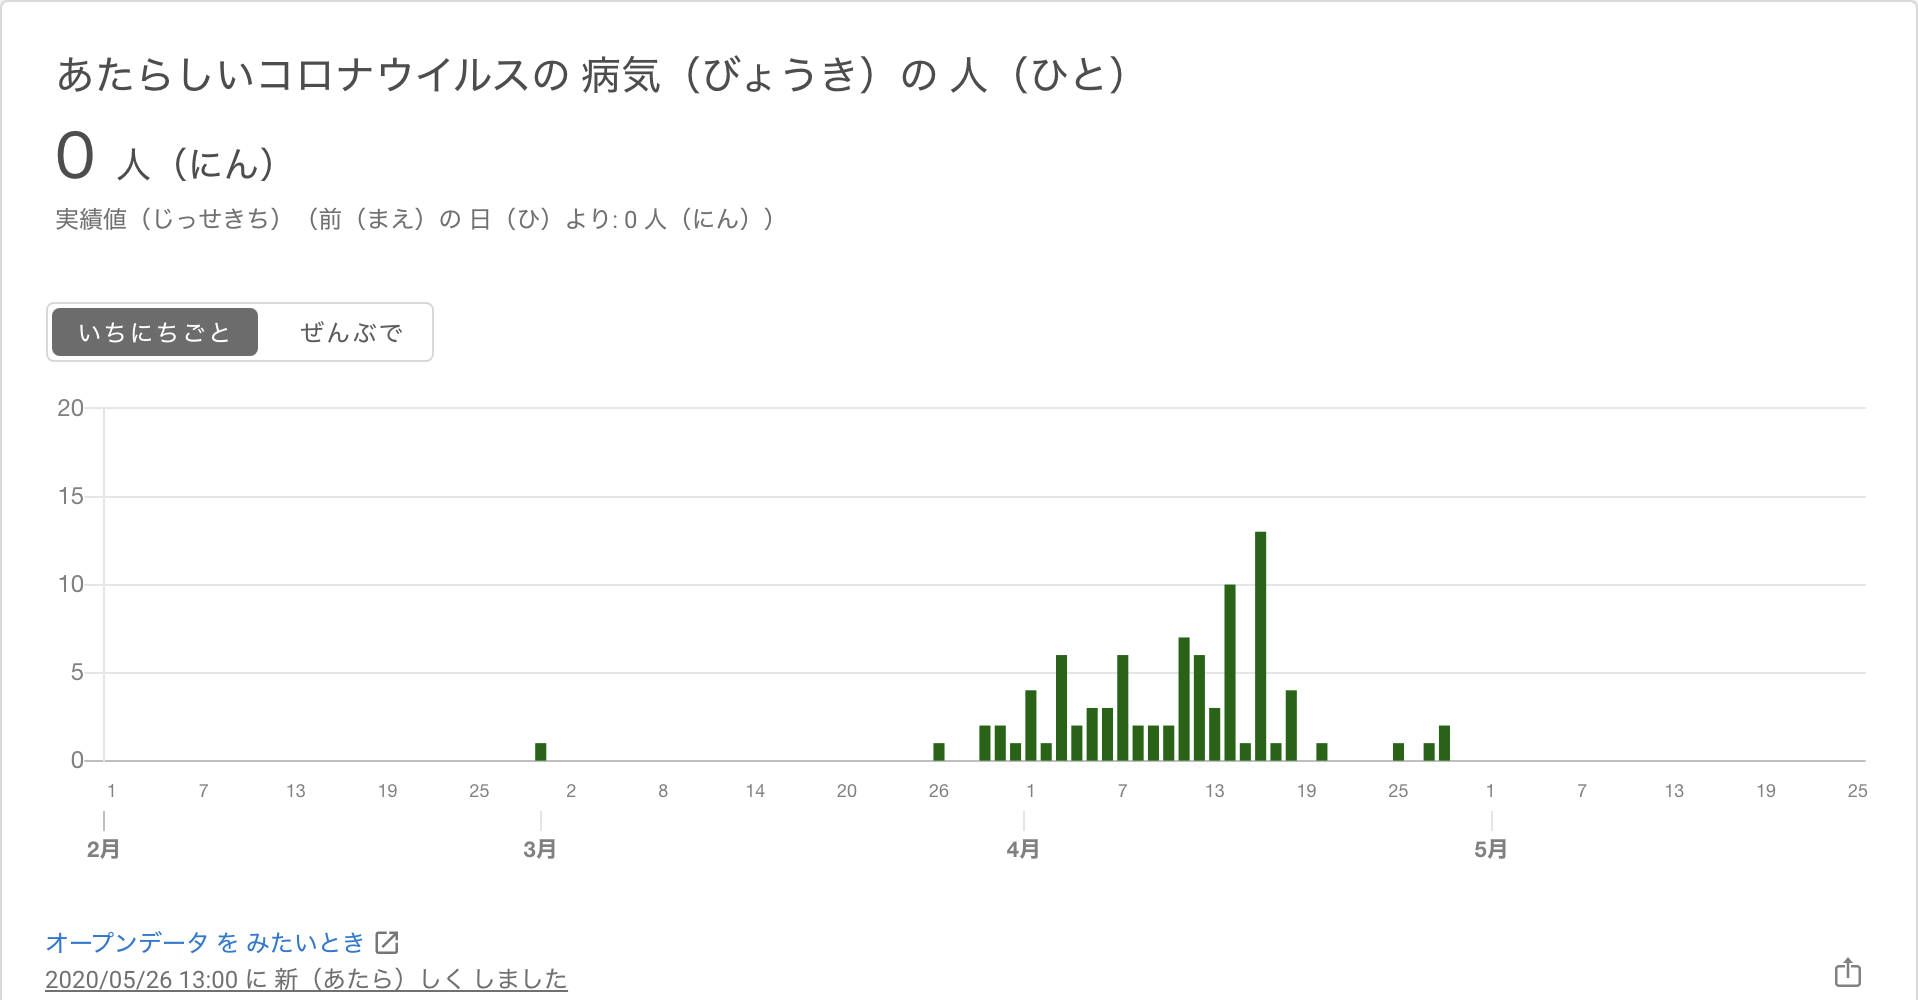 あたらしいコロナウイルスの 病気（びょうき）の 人（ひと）
0 人（にん）
実績値（じっせきち）（前（まえ）の 日（ひ）より: 0 人（にん））
いちにちごと ぜんぶで
20
15
10
5
0
1 7 13 19 25 2 8 14 20 26 1 7 13 19 25 1 7 13 19 25
2月 3月 4月 5月
オープンデータ を みたいとき
2020/05/26 13:00 に 新（あたら）しく しました